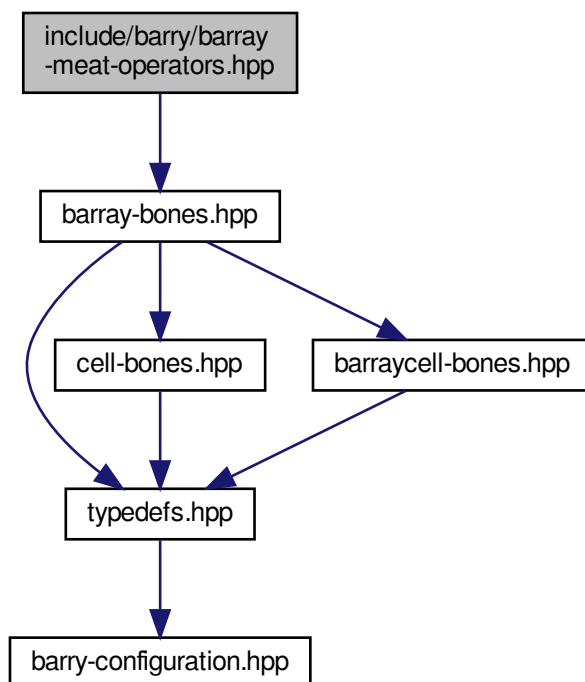 include/barry/barray
-meat-operators.hpp
barray-bones.hpp
cell-bones.hpp
barraycell-bones.hpp
typedefs.hpp
barry-configuration.hpp